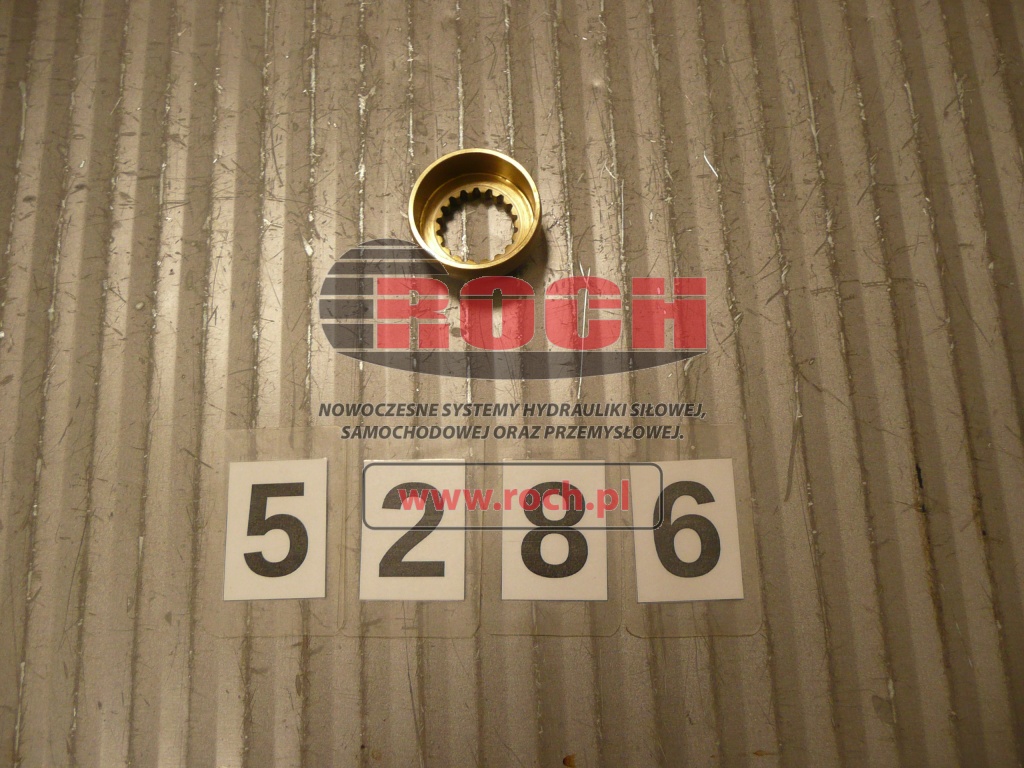 ROCH
NOWOCZESNE SYSTEMY HYDRAULIKI SIŁOWEJ,
SAMOCHODOWEJ ORAZ PRZEMYSŁOWEJ.
www.roch.pl
5286